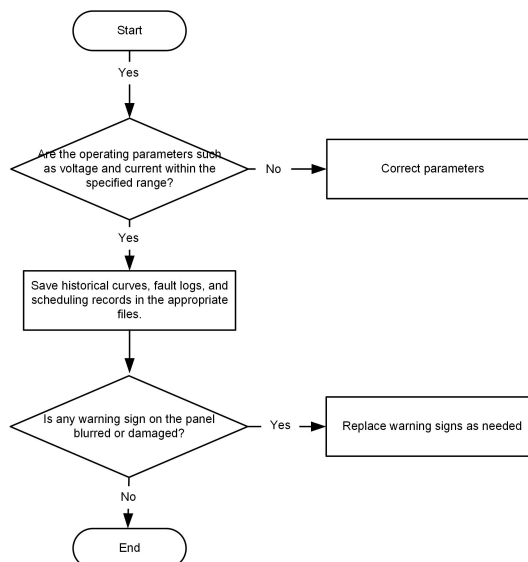 Start
Yes
Are the operating parameters such
as voltage and current within the
specified range?
No
Correct parameters
Yes
Save historical curves, fault logs, and
scheduling records in the appropriate
files.
Is any warning sign on the panel
blurred or damaged?
Yes
Replace warning signs as needed
No
End